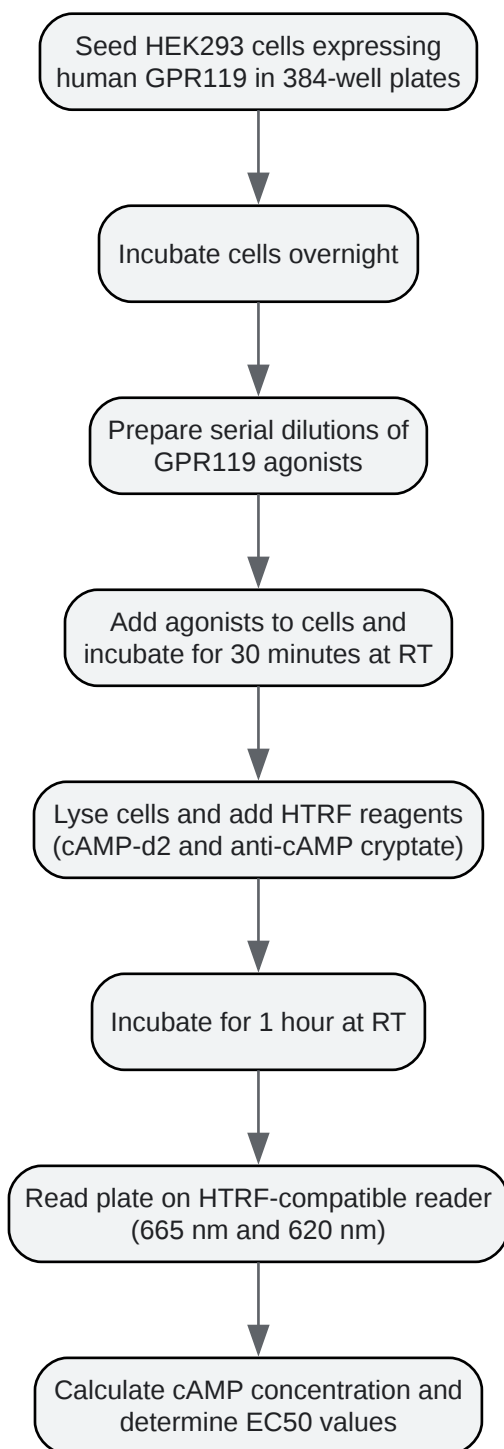 Seed HEK293 cells expressing
human GPR119 in 384-well plates
Incubate cells overnight
Prepare serial dilutions of
GPR119 agonists
Add agonists to cells and
incubate for 30 minutes at RT
Lyse cells and add HTRF reagents
(cAMP-d2 and anti-cAMP cryptate)
Incubate for 1 hour at RT
Read plate on HTRF-compatible reader
(665 nm and 620 nm)
Calculate cAMP concentration and
determine EC50 values